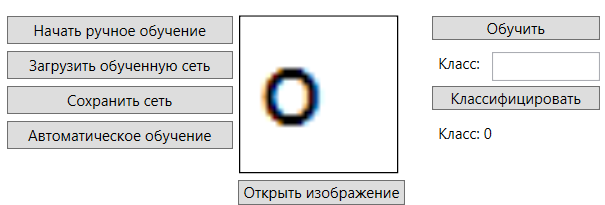 Начать ручное обучение
Загрузить обученную сеть
Сохранить сеть
Автоматическое обучение
o
Открыть изображение
Обучить
Класс:
Классифицировать
Класс: 0